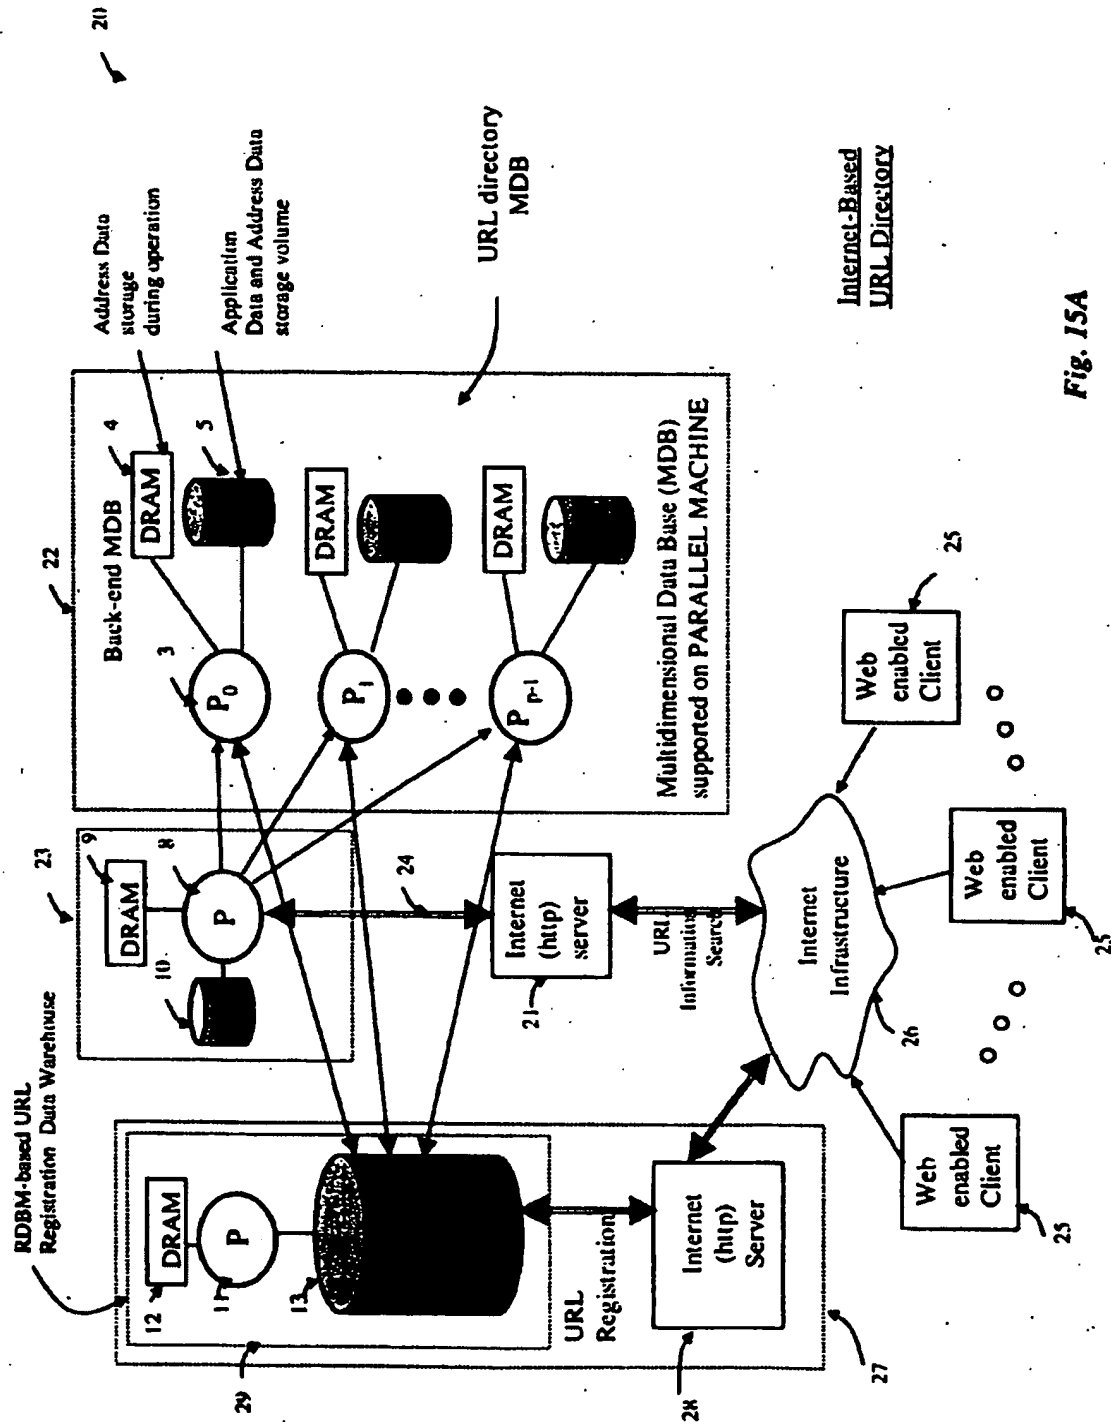 20
Address Data
storage
during operation
Application
Data and Address Data
storage volume
URL directory
MDB
22
Back-end MDB
DRAM
4
5
3
P0
DRAM
P1
DRAM
P p-1
Multidimensional Data Base (MDB)
supported on PARALLEL MACHINE
23
DRAM
9
8
P
10
24
RDBM-based URL
Registration Data Warehouse
DRAM
12
P
11
13
29
URL
Registration
Internet
(http)
Server
28
27
Internet
(http)
server
21
URL
Information
Search
Internet
Infrastructure
26
Web
enabled
Client
25
Web
enabled
Client
25
Web
enabled
Client
25
Internet-Based
URL Directory
Fig. 15A